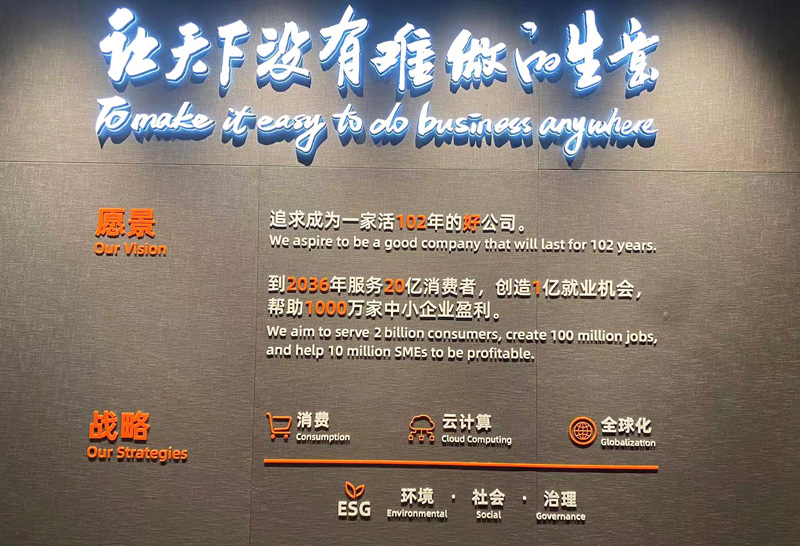 让天下没有难做的生意
To make it easy to do business anywhere
愿景
Our Vision
追求成为一家活102年的好公司。
We aspire to be a good company that will last for 102 years.
到2036年服务20亿消费者，创造1亿就业机会，
帮助1000万家中小企业盈利。
We aim to serve 2 billion consumers, create 100 million jobs,
and help 10 million SMEs to be profitable.
战略
Our Strategies
消费
Consumption
云计算
Cloud Computing
全球化
Globalization
ESG
环境 · 社会 · 治理
Environmental Social Governance